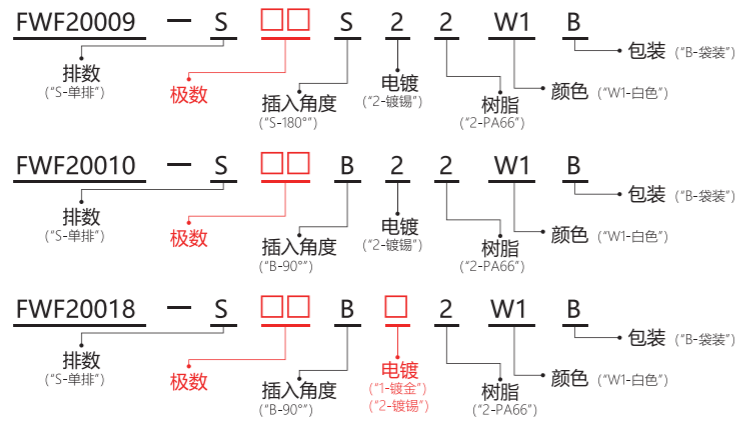 FWF20009 — S □□ S 2 2 W1 B
包装 ("B-袋装")
排数
("S-单排")
极数
插入角度
("S-180°")
电镀
("2-镀锡")
树脂
("2-PA66")
颜色 ("W1-白色")
FWF20010 — S □□ B 2 2 W1 B
包装 ("B-袋装")
排数
("S-单排")
极数
插入角度
("B-90°")
电镀
("2-镀锡")
树脂
("2-PA66")
颜色 ("W1-白色")
FWF20018 — S □□ B □ 2 W1 B
包装 ("B-袋装")
排数
("S-单排")
极数
插入角度
("B-90°")
电镀
("1-镀金")
("2-镀锡")
树脂
("2-PA66")
颜色 ("W1-白色")